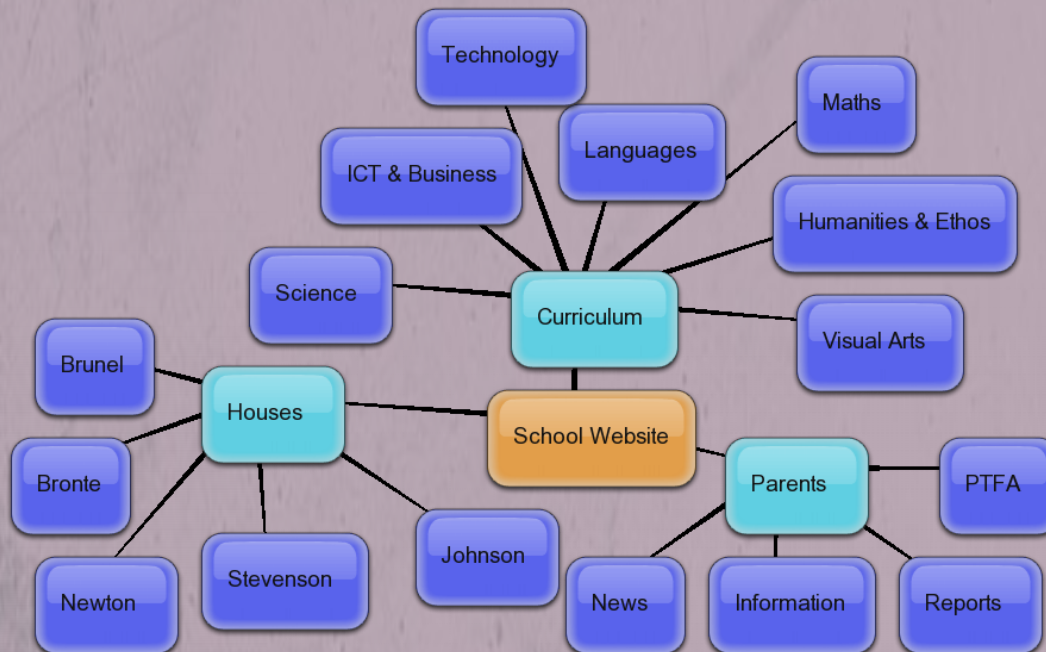 Technology
Maths
Languages
ICT & Business
Humanities & Ethos
Science
Curriculum
Visual Arts
Brunel
Houses
School Website
Bronte
Parents
PTFA
Johnson
Stevenson
Newton
News
Information
Reports